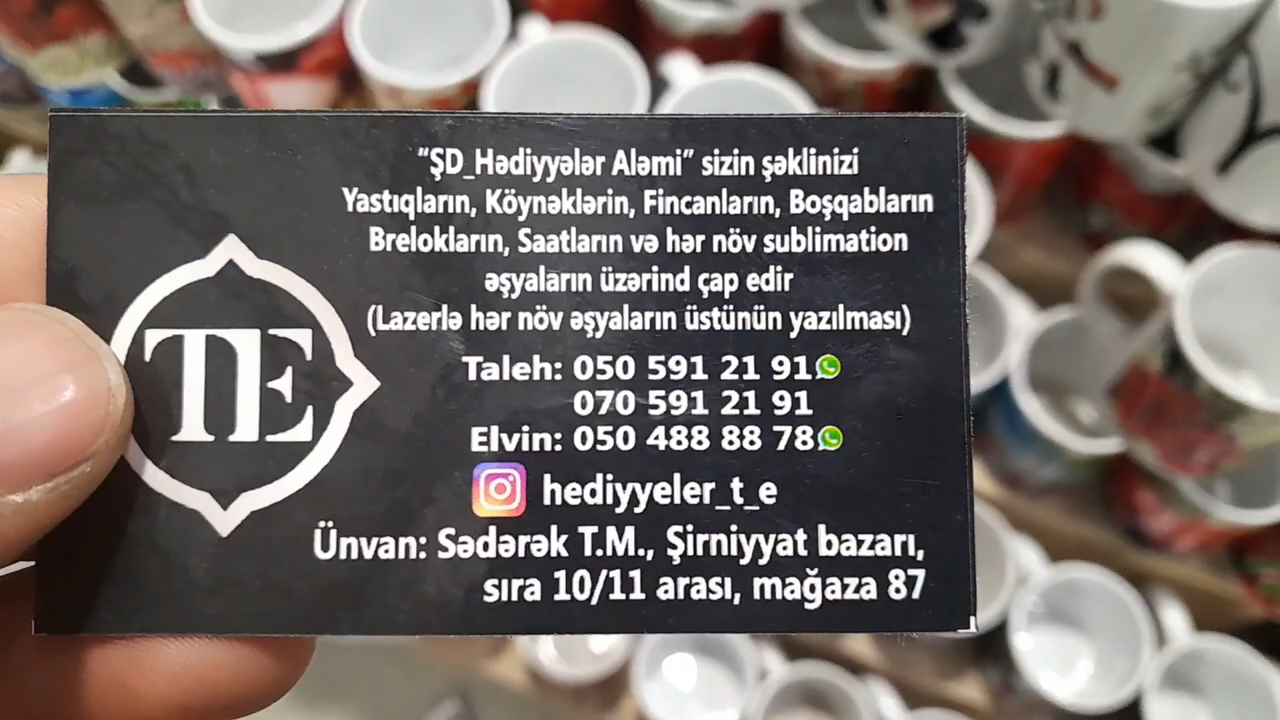 "ŞD_Hədiyyələr Aləmi" sizin şəklinizi
Yastıqların, Köynəklərin, Fincanların, Boşqabların
Brelokların, Saatların və hər növ sublimation
əşyaların üzərind çap edir
(Lazerlə hər növ əşyaların üstünün yazılması)
TE
Taleh: 050 591 21 91
070 591 21 91
Elvin: 050 488 88 78
hediyyeler_t_e
Ünvan: Sədərək T.M., Şirniyyat bazarı,
sıra 10/11 arası, mağaza 87